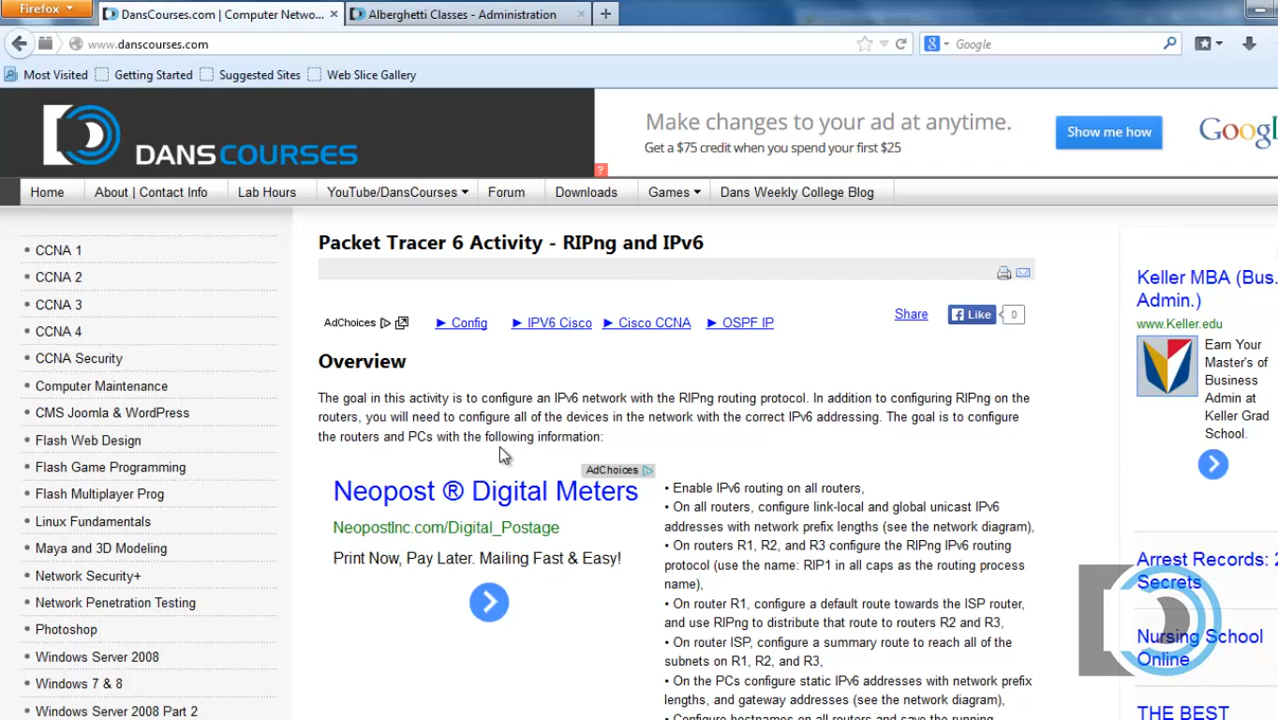 Firefox
DansCourses.com | Computer Netwo...
Alberghetti Classes - Administration
www.danscourses.com
Google
Most Visited
Getting Started
Suggested Sites
Web Slice Gallery
DANSCOURSES
Make changes to your ad at anytime.
Get a $75 credit when you spend your first $25
Show me how
Googl
Home
About | Contact Info
Lab Hours
YouTube/DansCourses
Forum
Downloads
Games
Dans Weekly College Blog
CCNA 1
CCNA 2
CCNA 3
CCNA 4
CCNA Security
Computer Maintenance
CMS Joomla & WordPress
Flash Web Design
Flash Game Programming
Flash Multiplayer Prog
Linux Fundamentals
Maya and 3D Modeling
Network Security+
Network Penetration Testing
Photoshop
Windows Server 2008
Windows 7 & 8
Windows Server 2008 Part 2
Packet Tracer 6 Activity - RIPng and IPv6
AdChoices
► Config
► IPV6 Cisco
► Cisco CCNA
► OSPF IP
Share
Like
0
Overview
The goal in this activity is to configure an IPv6 network with the RIPng routing protocol. In addition to configuring RIPng on the
routers, you will need to configure all of the devices in the network with the correct IPv6 addressing. The goal is to configure
the routers and PCs with the following information:
AdChoices
Neopost ® Digital Meters
NeopostInc.com/Digital_Postage
Print Now, Pay Later. Mailing Fast & Easy!
• Enable IPv6 routing on all routers,
• On all routers, configure link-local and global unicast IPv6
addresses with network prefix lengths (see the network diagram),
• On routers R1, R2, and R3 configure the RIPng IPv6 routing
protocol (use the name: RIP1 in all caps as the routing process
name),
• On router R1, configure a default route towards the ISP router,
and use RIPng to distribute that route to routers R2 and R3,
• On router ISP, configure a summary route to reach all of the
subnets on R1, R2, and R3,
• On the PCs configure static IPv6 addresses with network prefix
lengths, and gateway addresses (see the network diagram),
• Configure hostnames on all routers and save the running
Keller MBA (Bus.
Admin.)
www.Keller.edu
Earn Your
Master's of
Business
Admin at
Keller Grad
School.
Arrest Records: 2
Secrets
Nursing School
Online
THE BEST